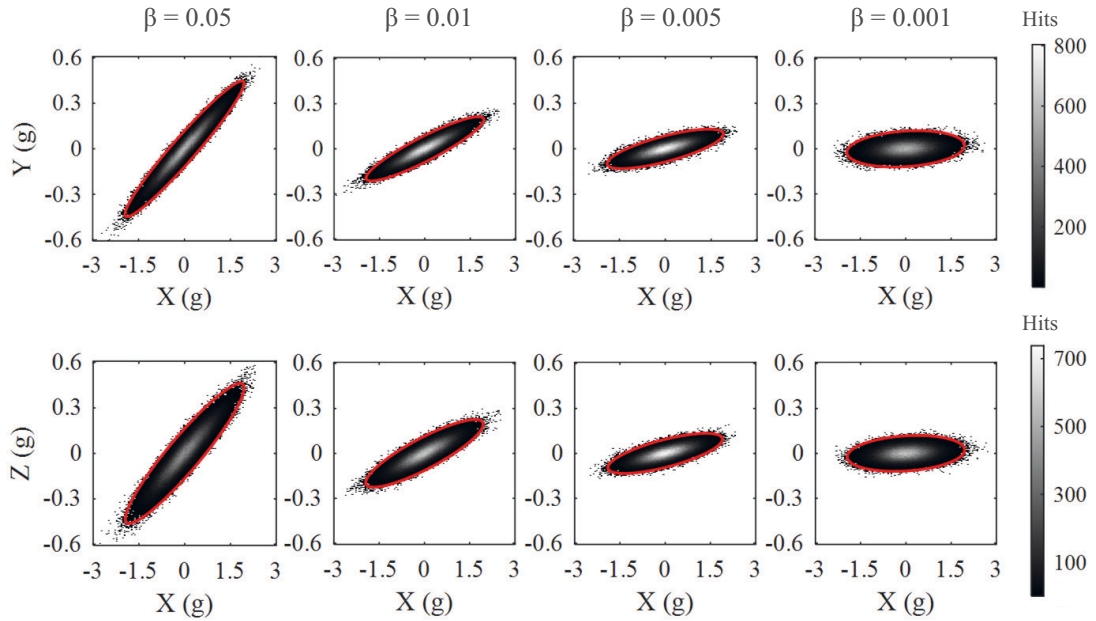 β = 0.05 β = 0.01 β = 0.005 β = 0.001 Hits
0.6 0.6 0.6 0.6 800
0.3 0.3 0.3 0.3 600
Y (g) 0 0 0 0 400
-0.3 -0.3 -0.3 -0.3 200
-0.6 -0.6 -0.6 -0.6
-3 -1.5 0 1.5 3 -3 -1.5 0 1.5 3 -3 -1.5 0 1.5 3 -3 -1.5 0 1.5 3
X (g) X (g) X (g) X (g)
Hits
0.6 0.6 0.6 0.6 700
0.3 0.3 0.3 0.3 500
Z (g) 0 0 0 0
-0.3 -0.3 -0.3 -0.3 300
-0.6 -0.6 -0.6 -0.6 100
-3 -1.5 0 1.5 3 -3 -1.5 0 1.5 3 -3 -1.5 0 1.5 3 -3 -1.5 0 1.5 3
X (g) X (g) X (g) X (g)